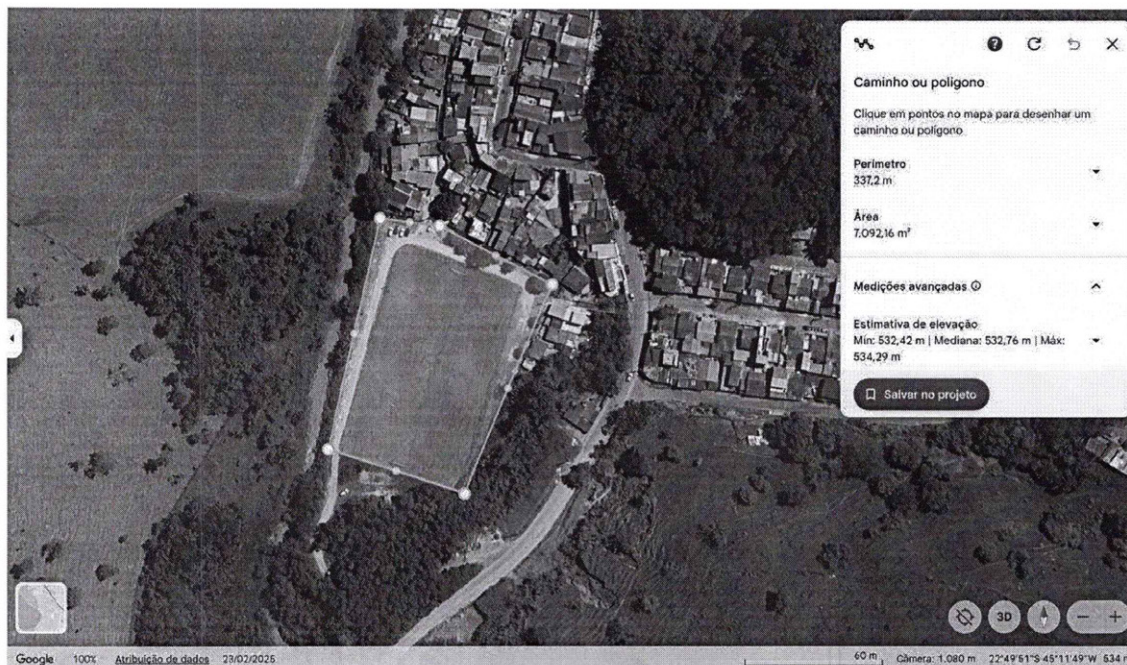 Caminho ou polígono
Clique em pontos no mapa para desenhar um
caminho ou polígono
Perímetro
337,2 m
Área
7.092,16 m²
Medições avançadas
Estimativa de elevação
Mín: 532,42 m | Mediana: 532,76 m | Máx:
534,29 m
Salvar no projeto
3D
Google 100% Atribuição de dados 23/02/2025 60 m Câmera: 1.080 m 22°49'51"S 45°11'49"W 534 m